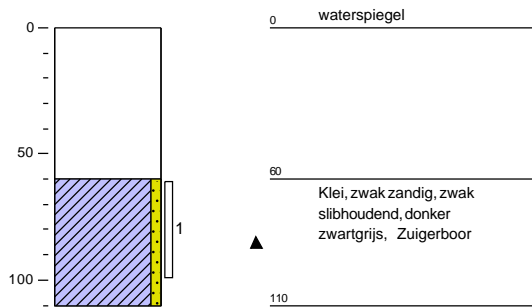 0
50
100
1
0
waterspiegel
60
Klei, zwak zandig, zwak
slibhoudend, donker
zwartgrijs, Zuigerboor
110